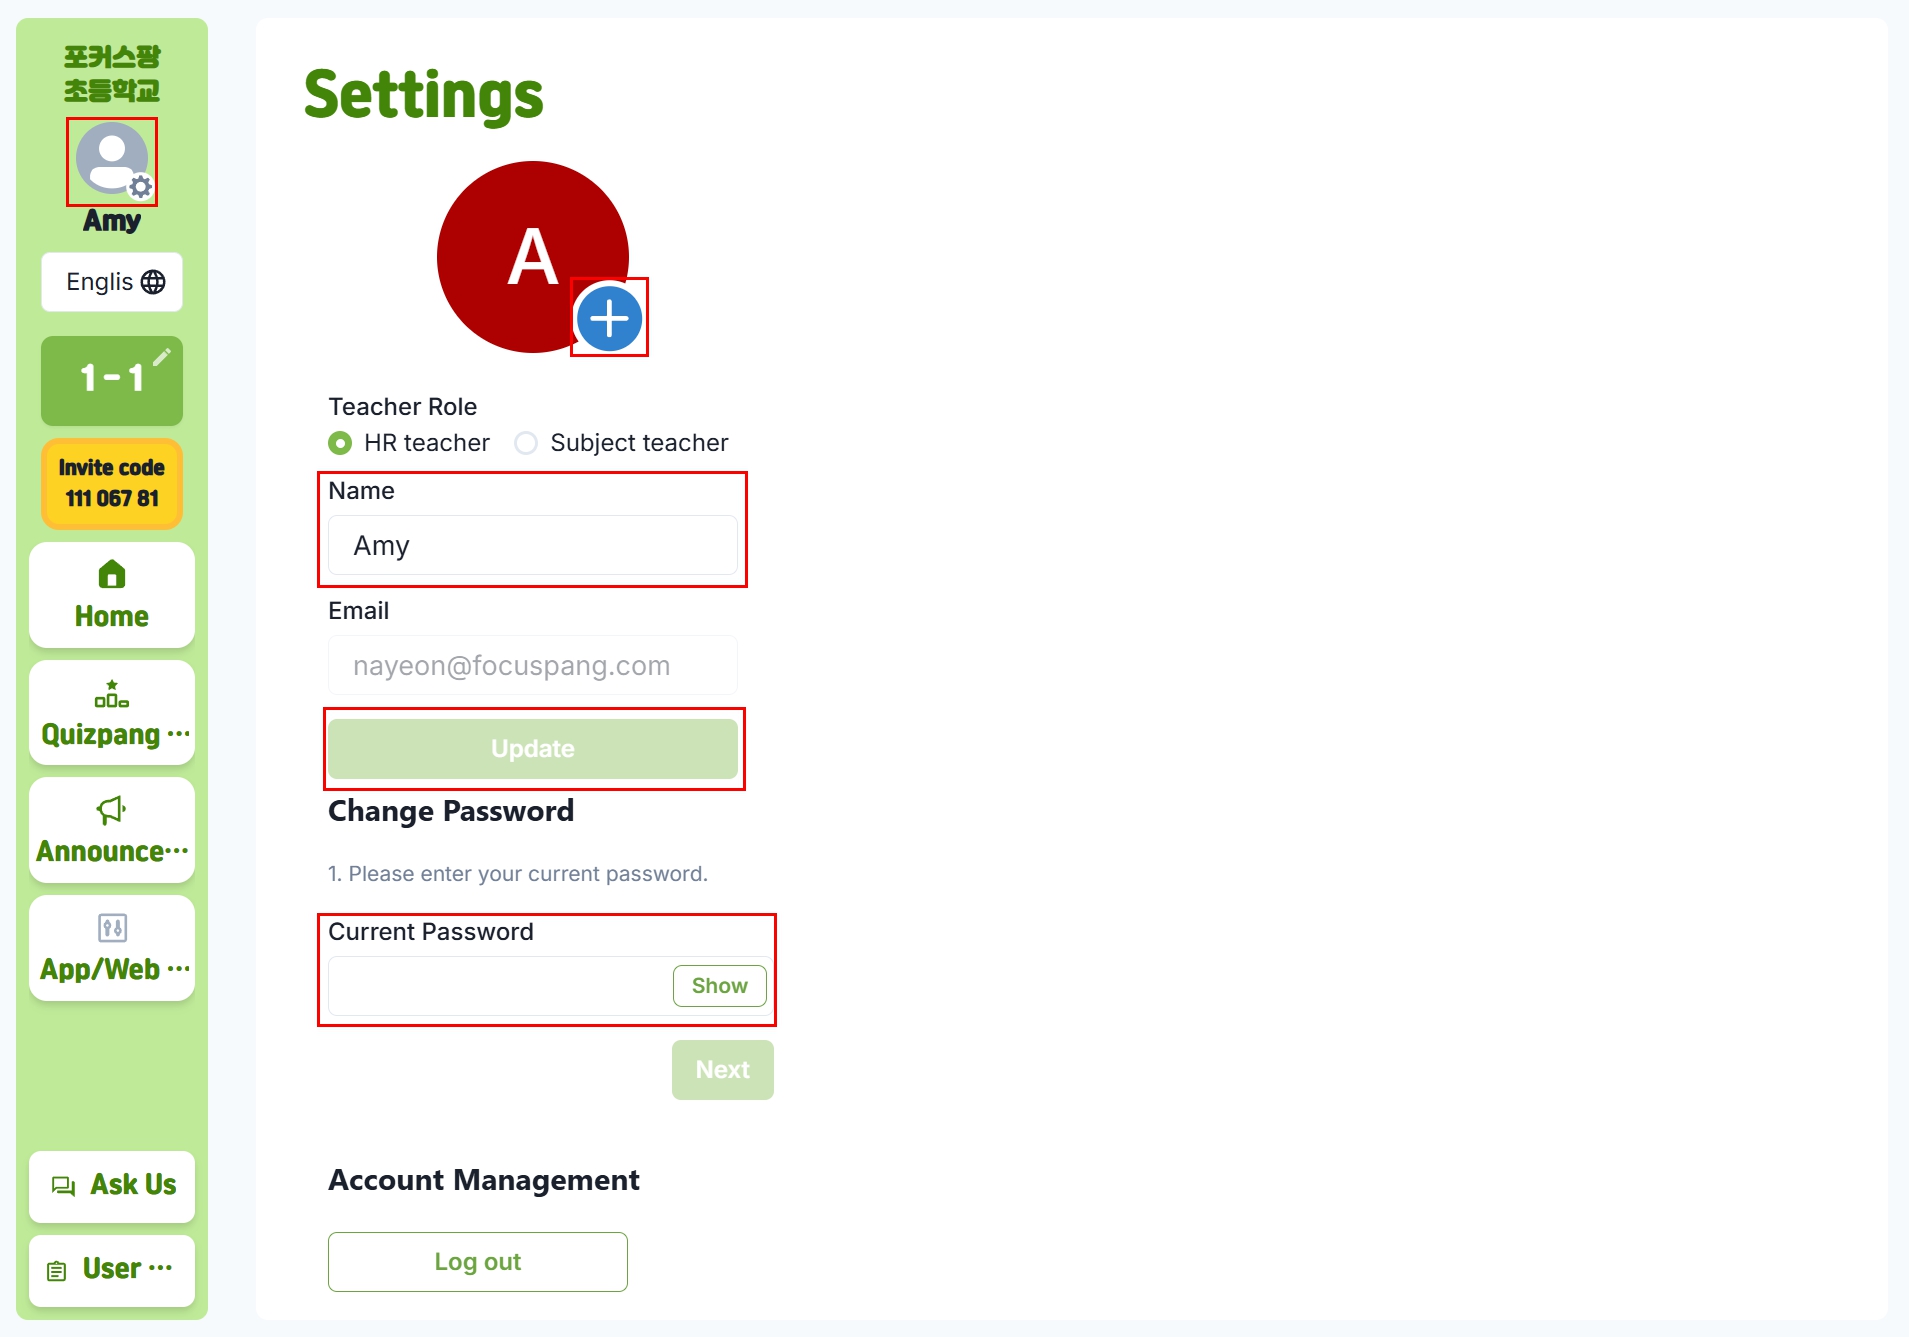 포커스팡
초등학교
Amy
Englis
1 - 1
Invite code
111 067 81
Home
Quizpang ···
Announce···
App/Web ···
Ask Us
User ···
Settings
A
Teacher Role
HR teacher
Subject teacher
Name
Amy
Email
nayeon@focuspang.com
Update
Change Password
1. Please enter your current password.
Current Password
Show
Next
Account Management
Log out